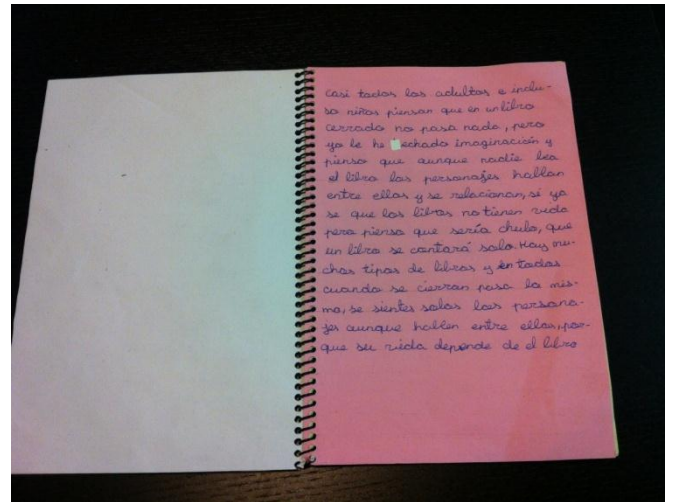 casi todos los adultos e inclu-
so niños piensan que en un libro
cerrado no pasa nada, pero
yo le he echado imaginación y
pienso que aunque nadie lea
el libro los personajes hablan
entre ellos y se relacionan, sí ya
se que los libros no tienen vida
pero pienso que sería chulo, que
un libro se contará solo. Hay mu-
chos tipos de libros y en todos
cuando se cierran pasa lo mis-
mo, se sientes solos los persona-
jes aunque hablen entre ellos, por-
que su vida depende de el libro